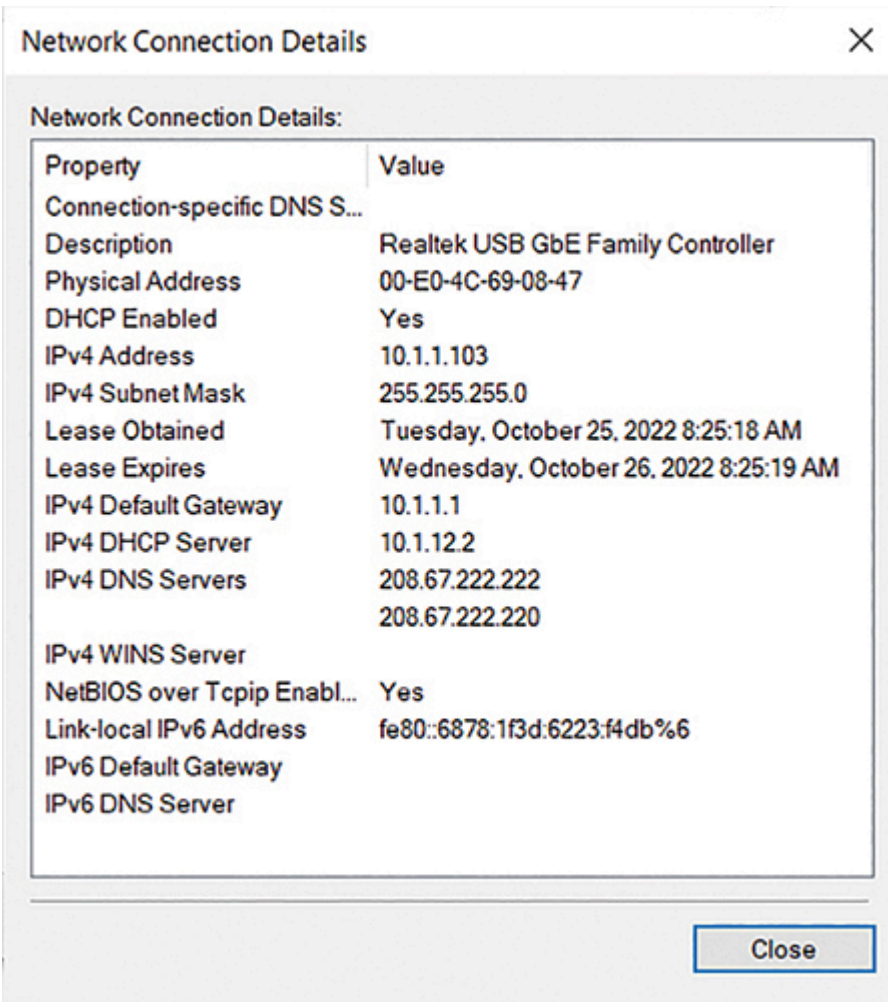 Network Connection Details
Network Connection Details:
Property Value
Connection-specific DNS S...
Description Realtek USB GbE Family Controller
Physical Address 00-E0-4C-69-08-47
DHCP Enabled Yes
IPv4 Address 10.1.1.103
IPv4 Subnet Mask 255.255.255.0
Lease Obtained Tuesday, October 25, 2022 8:25:18 AM
Lease Expires Wednesday, October 26, 2022 8:25:19 AM
IPv4 Default Gateway 10.1.1.1
IPv4 DHCP Server 10.1.12.2
IPv4 DNS Servers 208.67.222.222
208.67.222.220
IPv4 WINS Server
NetBIOS over Tcpip Enabl... Yes
Link-local IPv6 Address fe80::6878:1f3d:6223:f4db%6
IPv6 Default Gateway
IPv6 DNS Server
Close